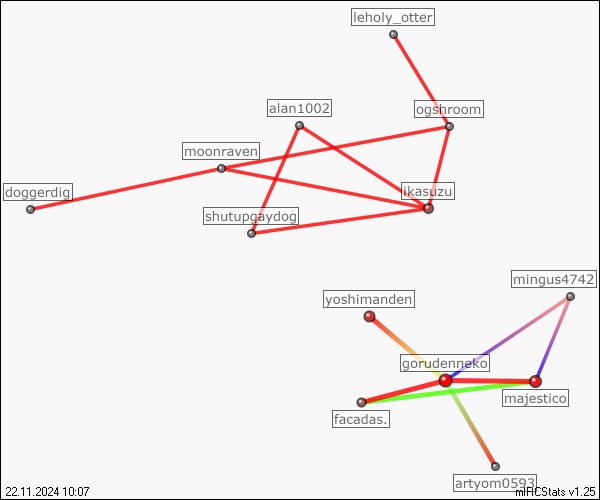 leholy_otter
alan1002
ogshroom
moonraven
doggerdig
ikasuzu
shutupgaydog
mingus4742
yoshimanden
gorudenneko
majestico
facadas.
artyom0593
22.11.2024 10:07
mIRCStats v1.25